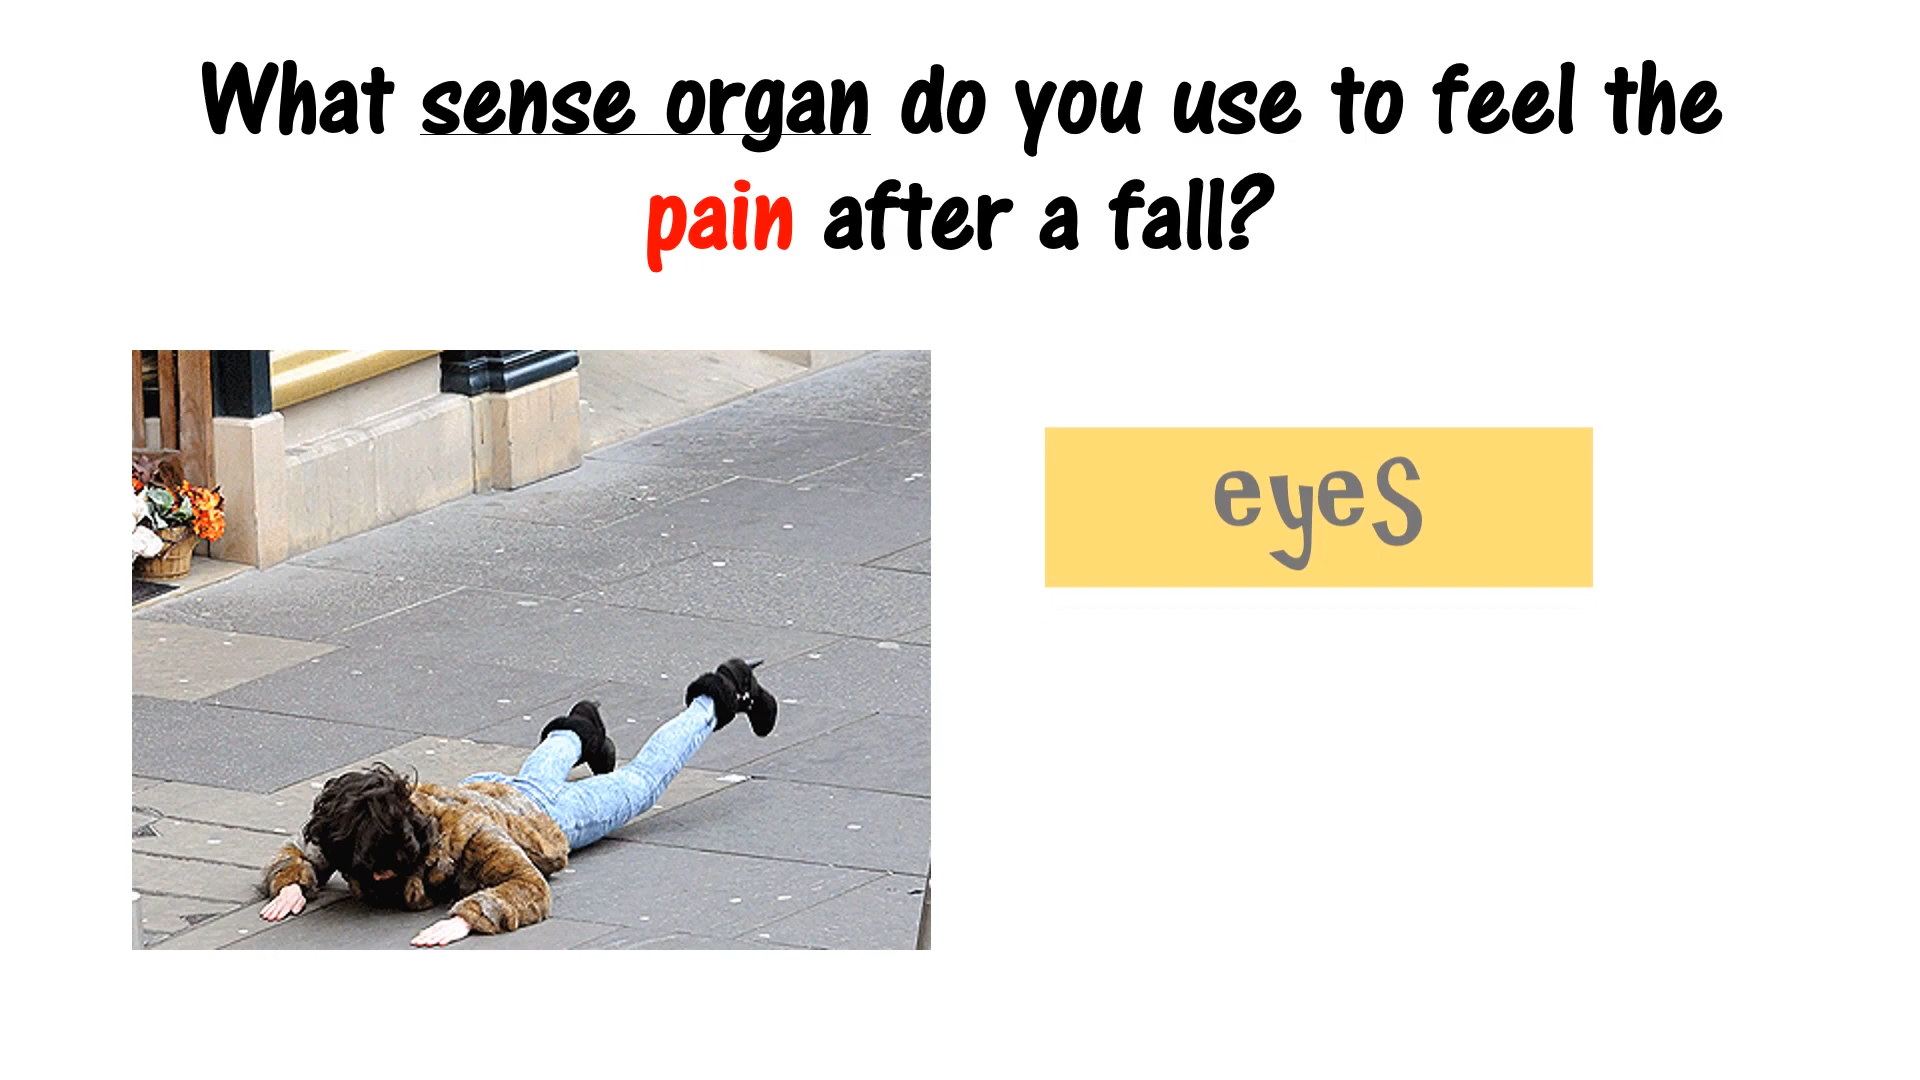 What sense organ do you use to feel the
pain after a fall?
eyes